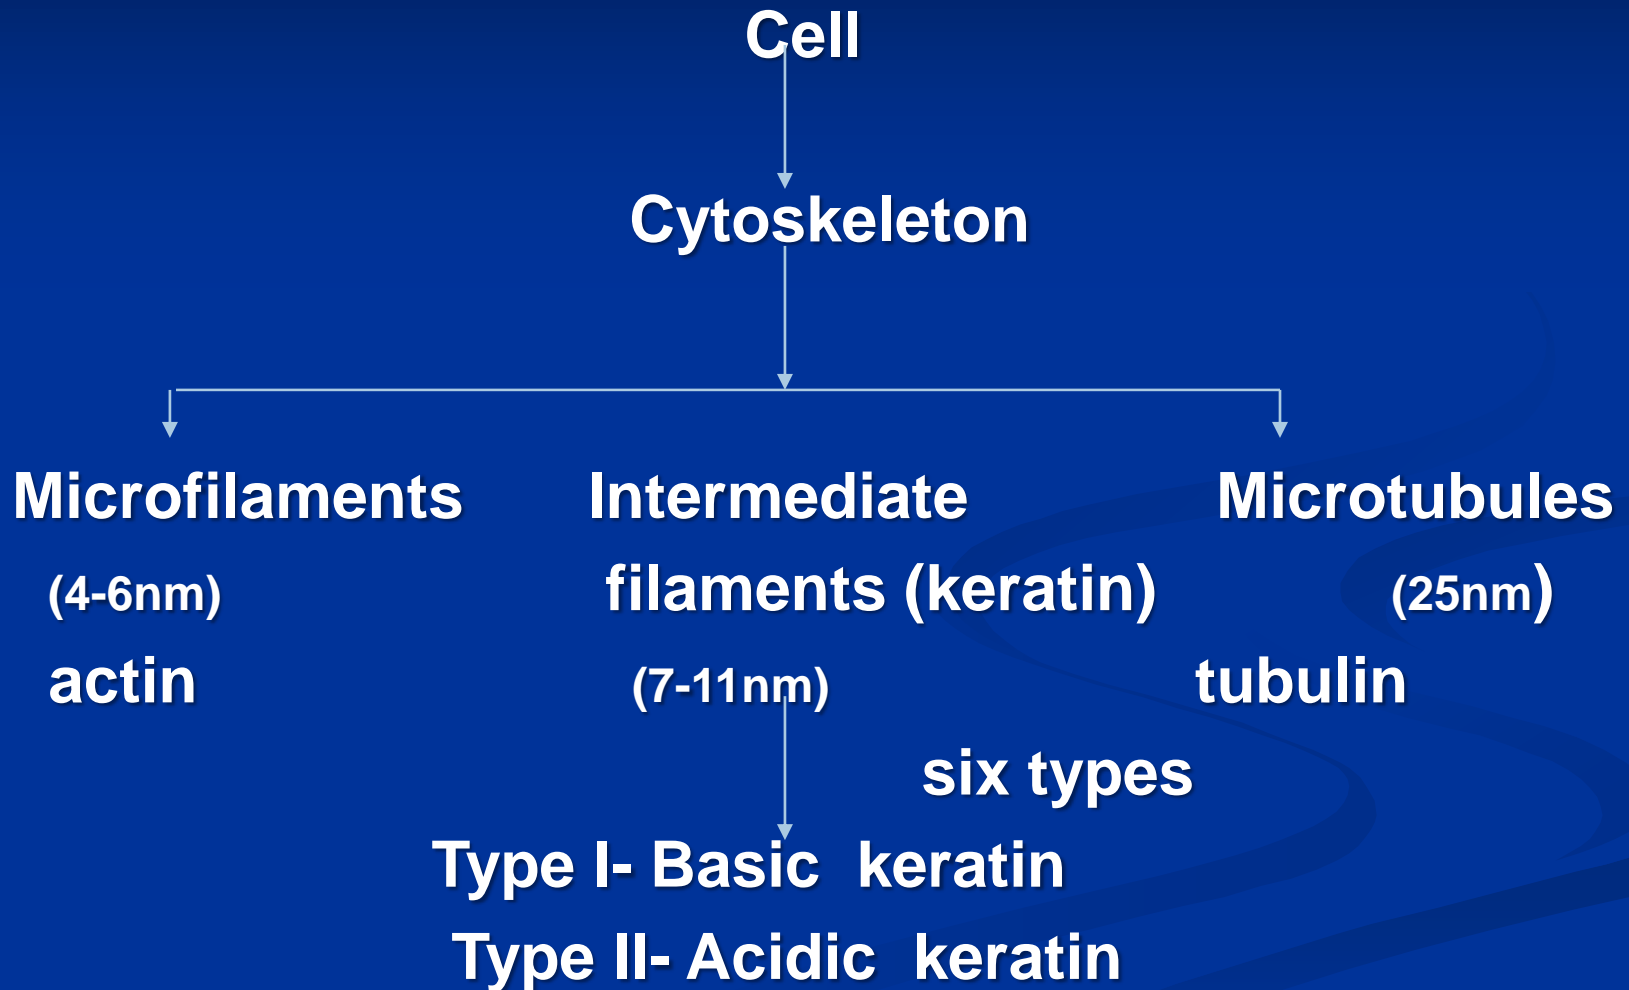 Cell
Cytoskeleton
Microfilaments Intermediate Microtubules
(4-6nm) filaments (keratin) (25nm)
actin (7-11nm) tubulin
six types
Type I- Basic keratin
Type II- Acidic keratin